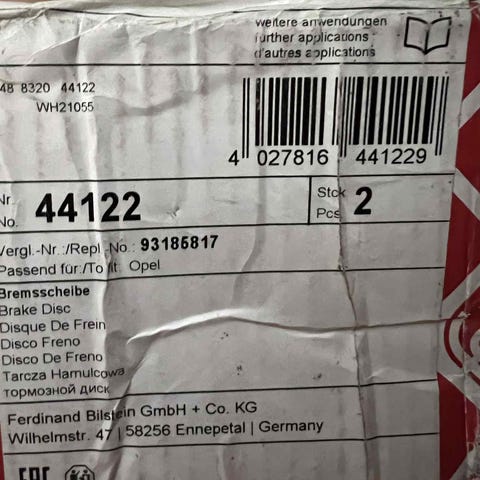 weitere anwendungen
further applications
d'autres applications
48 8320 44122
WH21055
4 027816 441229
Nr.
No. 44122
Stck
Pcs 2
Vergl.-Nr.:/Repl.-No.: 93185817
Passend für:/To fit: Opel
Bremsscheibe
Brake Disc
Disque De Frein
Disco Freno
Disco De Freno
Tarcza Hamulcowa
тормозной диск
Ferdinand Bilstein GmbH + Co. KG
Wilhelmstr. 47 | 58256 Ennepetal | Germany
EAC